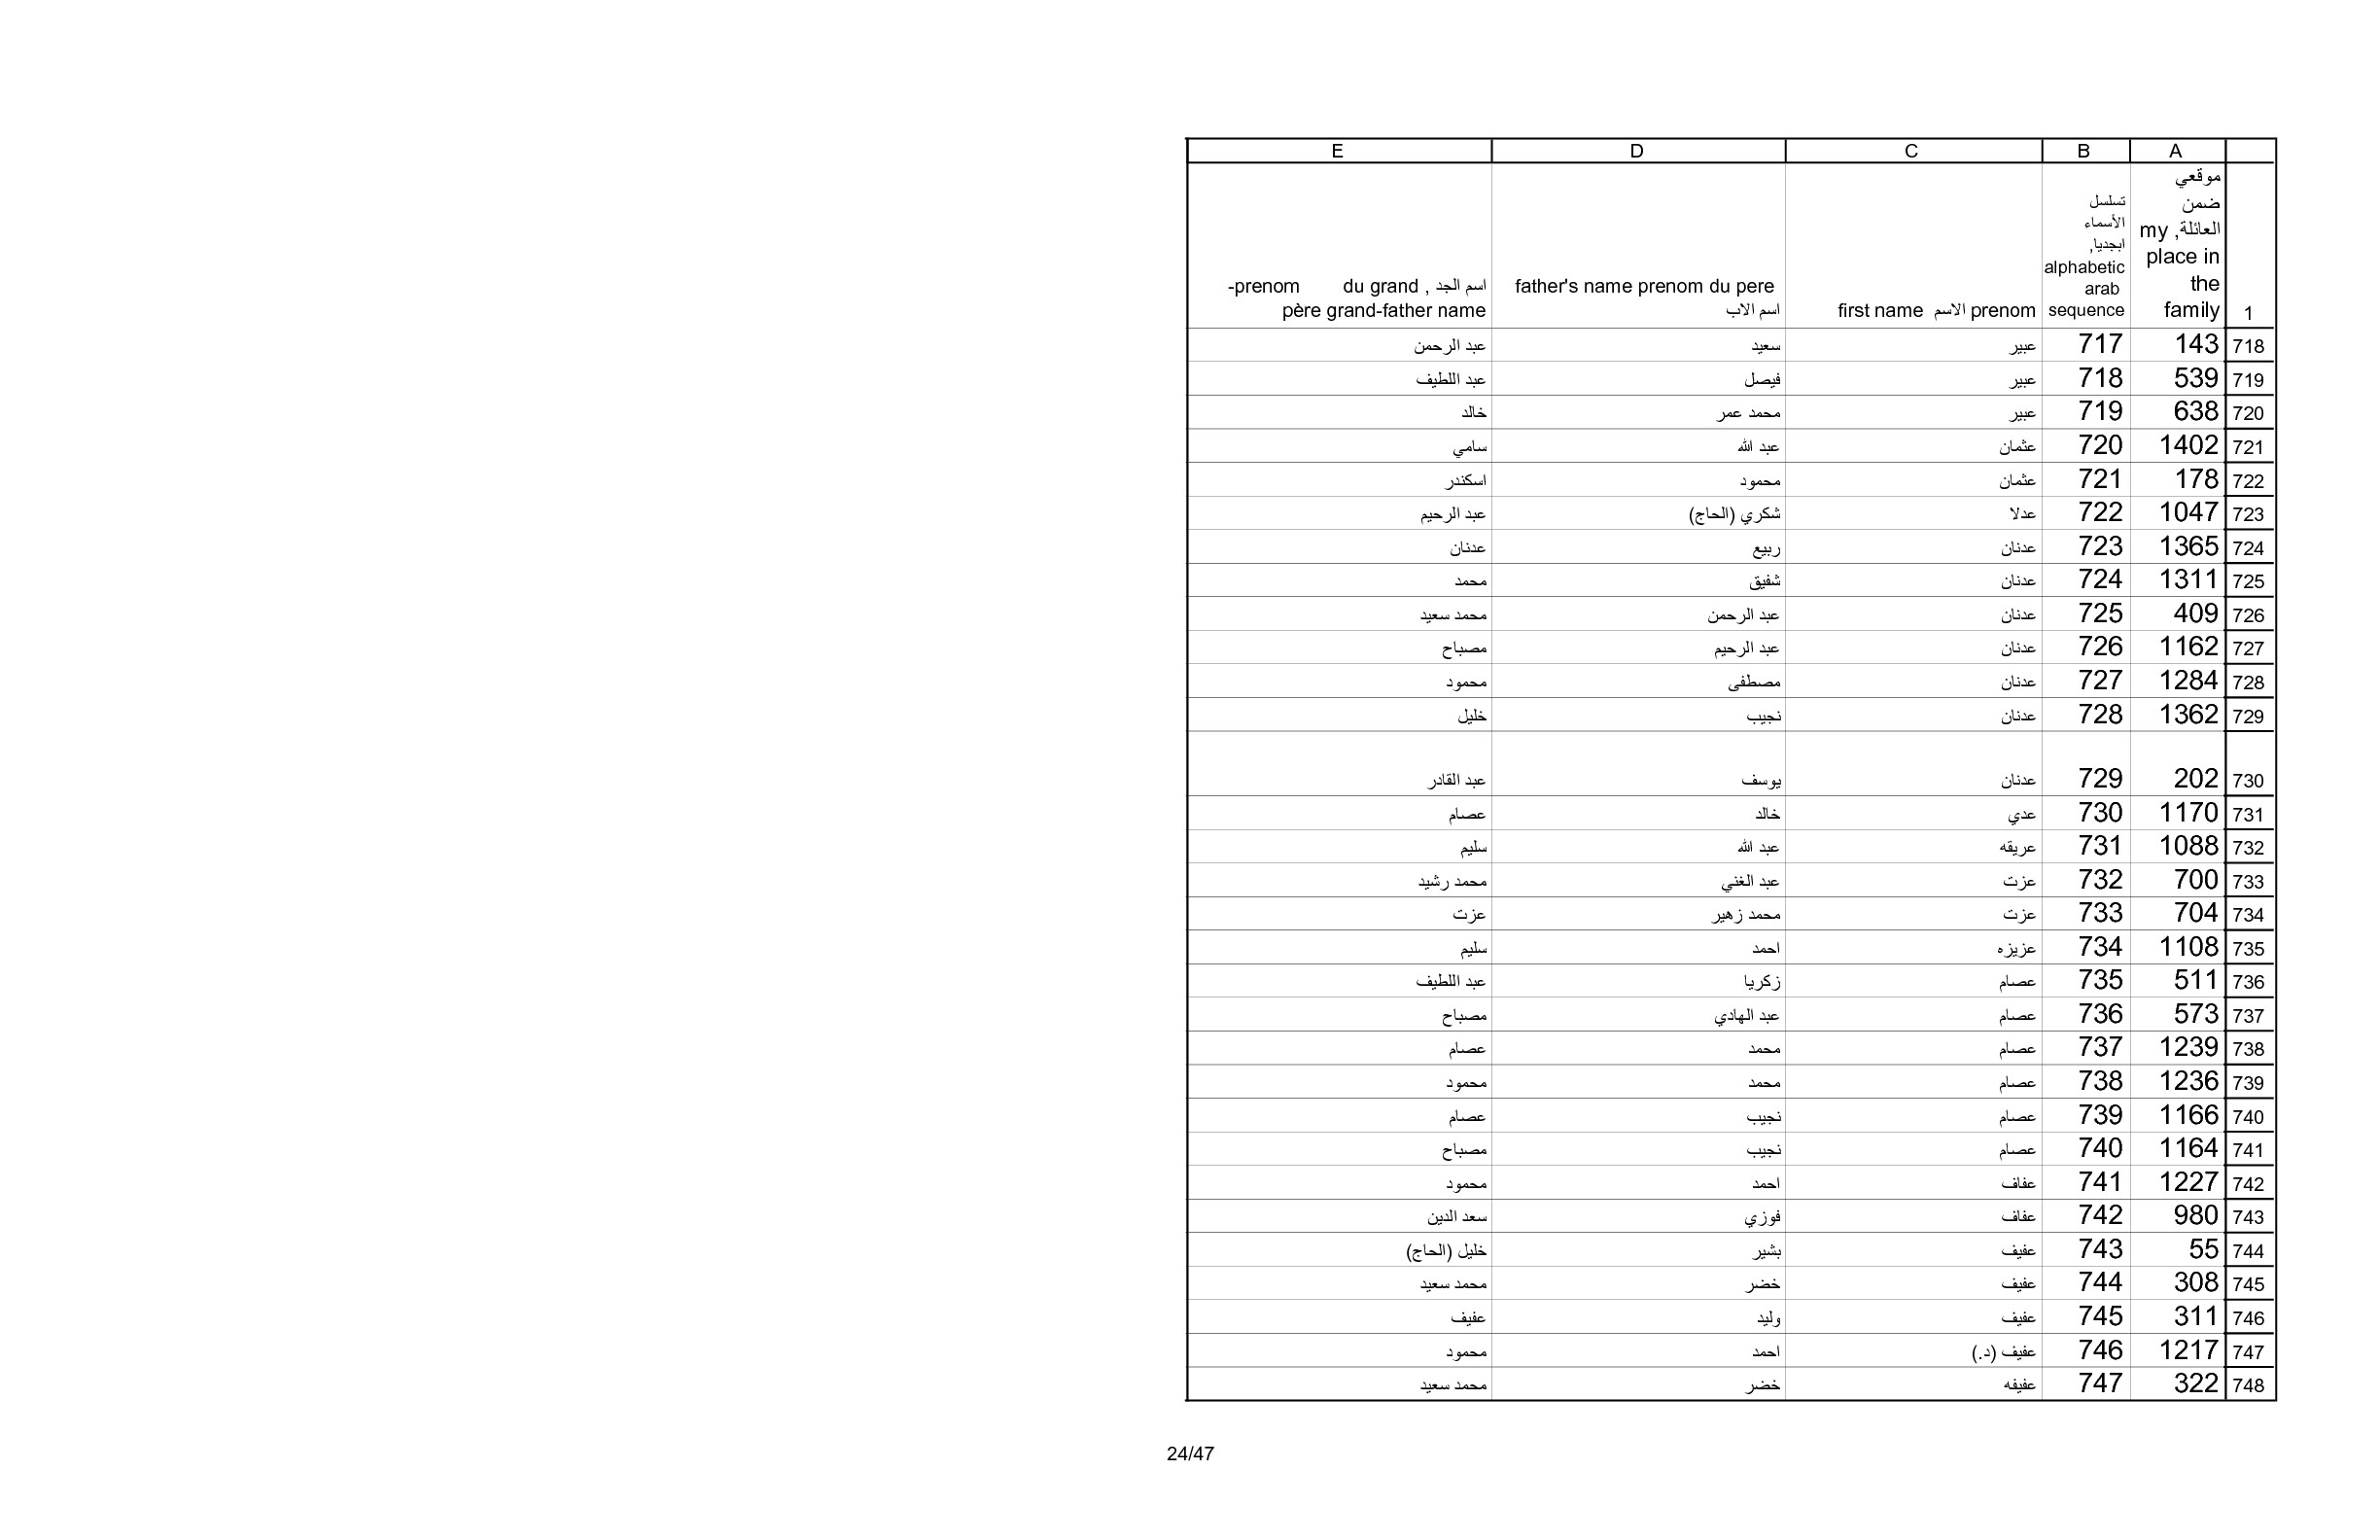 A B C D E
1 موقعي ضمن العائلة, my place in the family تسلسل الأسماء ابجديا, alphabetic arab sequence first name الاسم prenom father's name prenom du pere اسم الاب اسم الجد , du grand -prenom père grand-father name
718 143 717 عبير سعيد عبد الرحمن
719 539 718 عبير فيصل عبد اللطيف
720 638 719 عبير محمد عمر خالد
721 1402 720 عثمان عبد الله سامي
722 178 721 عثمان محمود اسكندر
723 1047 722 عدلا شكري (الحاج) عبد الرحيم
724 1365 723 عدنان ربيع عدنان
725 1311 724 عدنان شفيق محمد
726 409 725 عدنان عبد الرحمن محمد سعيد
727 1162 726 عدنان عبد الرحيم مصباح
728 1284 727 عدنان مصطفى محمود
729 1362 728 عدنان نجيب خليل
730 202 729 عدنان يوسف عبد القادر
731 1170 730 عدي خالد عصام
732 1088 731 عريقه عبد الله سليم
733 700 732 عزت عبد الغني محمد رشيد
734 704 733 عزت محمد زهير عزت
735 1108 734 عزيزه احمد سليم
736 511 735 عصام زكريا عبد اللطيف
737 573 736 عصام عبد الهادي مصباح
738 1239 737 عصام محمد عصام
739 1236 738 عصام محمد محمود
740 1166 739 عصام نجيب عصام
741 1164 740 عصام نجيب مصباح
742 1227 741 عفاف احمد محمود
743 980 742 عفاف فوزي سعد الدين
744 55 743 عفيف بشير خليل (الحاج)
745 308 744 عفيف خضر محمد سعيد
746 311 745 عفيف وليد عفيف
747 1217 746 عفيف (د.) احمد محمود
748 322 747 عفيفه خضر محمد سعيد
24/47